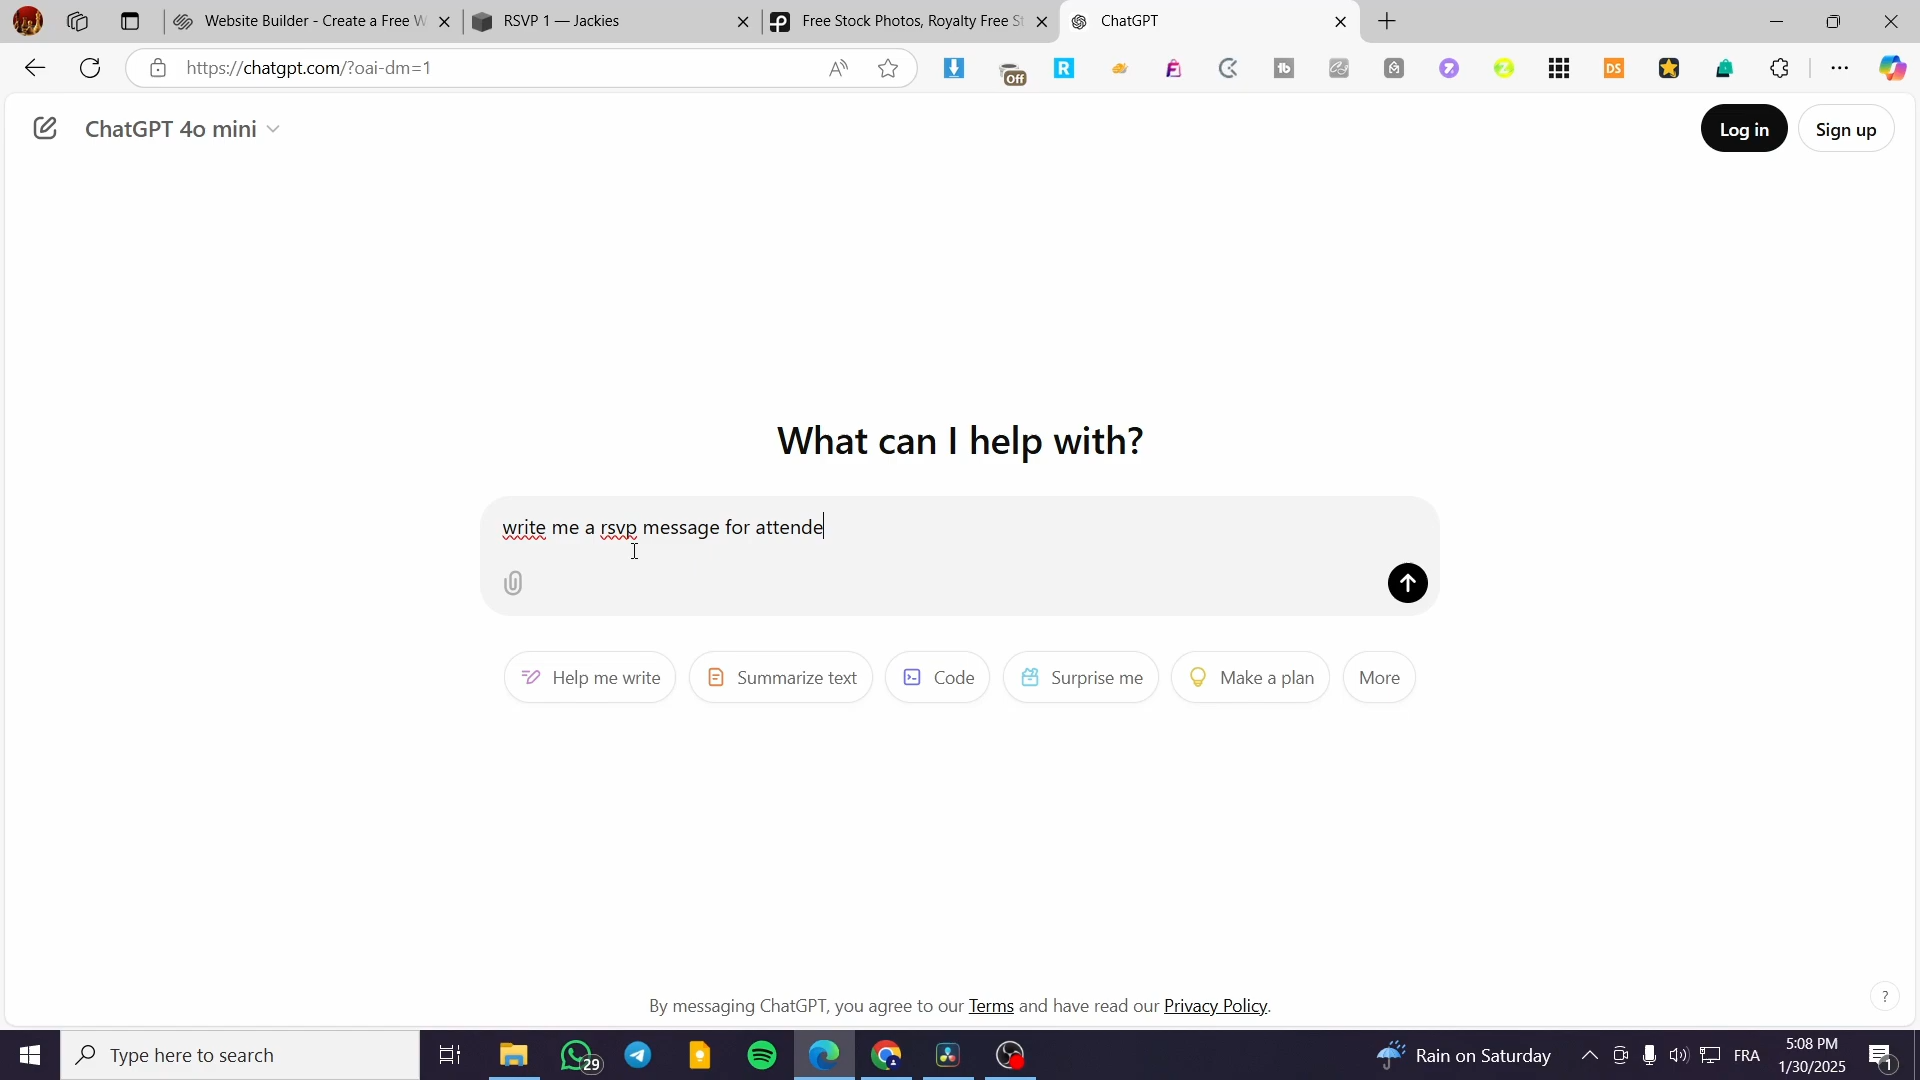 Website Builder - Create a Free W
RSVP 1 — Jackies
Free Stock Photos, Royalty Free St
ChatGPT
https://chatgpt.com/?oai-dm=1
Off
ChatGPT 4o mini
Log in
Sign up
What can I help with?
write me a rsvp message for attende
Help me write
Summarize text
Code
Surprise me
Make a plan
More
By messaging ChatGPT, you agree to our Terms and have read our Privacy Policy.
?
Type here to search
29
Rain on Saturday
FRA
5:08 PM
1/30/2025
1